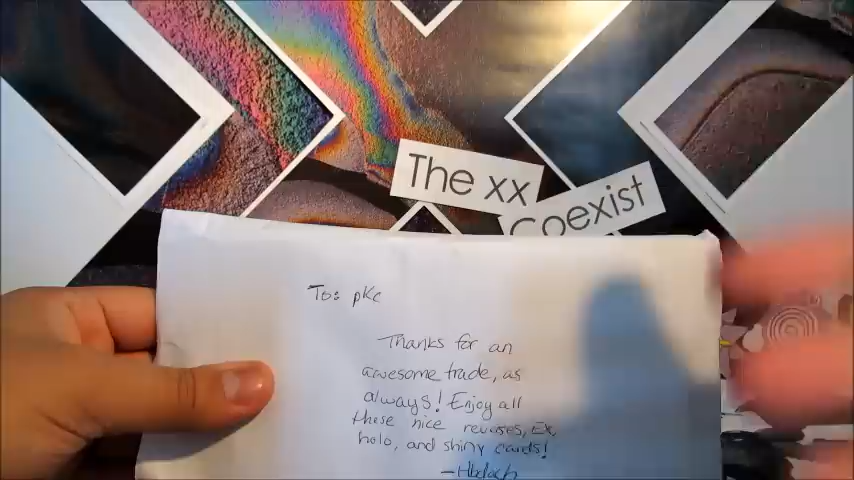 The xx
Coexist
To: pKc
Thanks for an
awesome trade, as
always! Enjoy all
these nice reverses, Ex,
holo, and shiny cards!